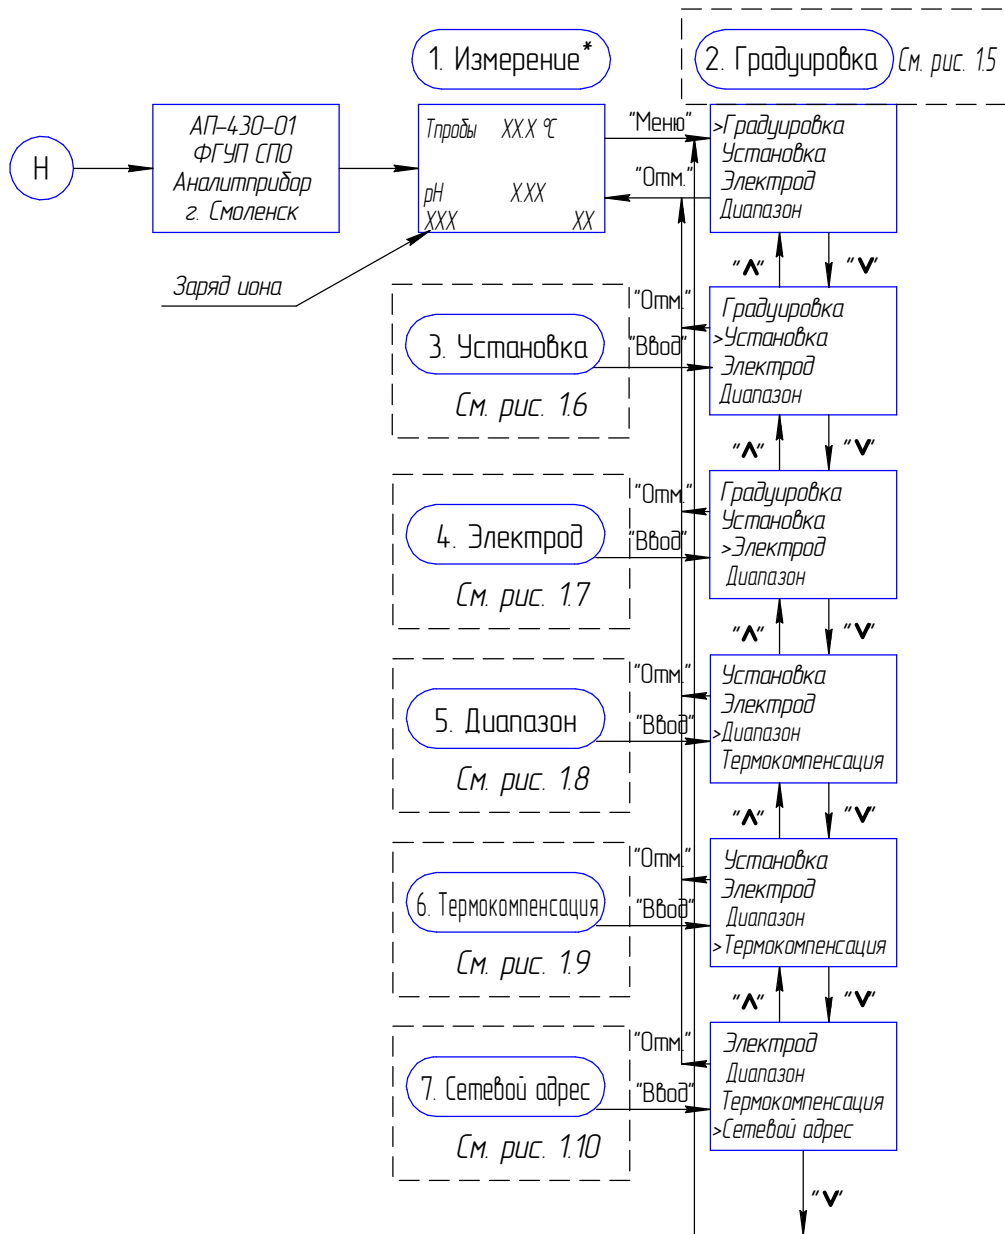 1. Измерение*
2. Градуировка
См. рис. 1.5
Н
АП-430-01
ФГУП СПО
Аналитприбор
г. Смоленск
Тпробы XX.X °С
рН X.XX
XXX XX
Заряд иона
"Меню"
"Отм."
>Градуировка
Установка
Электрод
Диапазон
"Λ" "V"
3. Установка
См. рис. 1.6
"Отм."
"Ввод"
Градуировка
>Установка
Электрод
Диапазон
"Λ" "V"
4. Электрод
См. рис. 1.7
"Отм."
"Ввод"
Градуировка
Установка
>Электрод
Диапазон
"Λ" "V"
5. Диапазон
См. рис. 1.8
"Отм."
"Ввод"
Установка
Электрод
>Диапазон
Термокомпенсация
"Λ" "V"
6. Термокомпенсация
См. рис. 1.9
"Отм."
"Ввод"
Установка
Электрод
Диапазон
>Термокомпенсация
"Λ" "V"
7. Сетевой адрес
См. рис. 1.10
"Отм."
"Ввод"
Электрод
Диапазон
Термокомпенсация
>Сетевой адрес
"V"